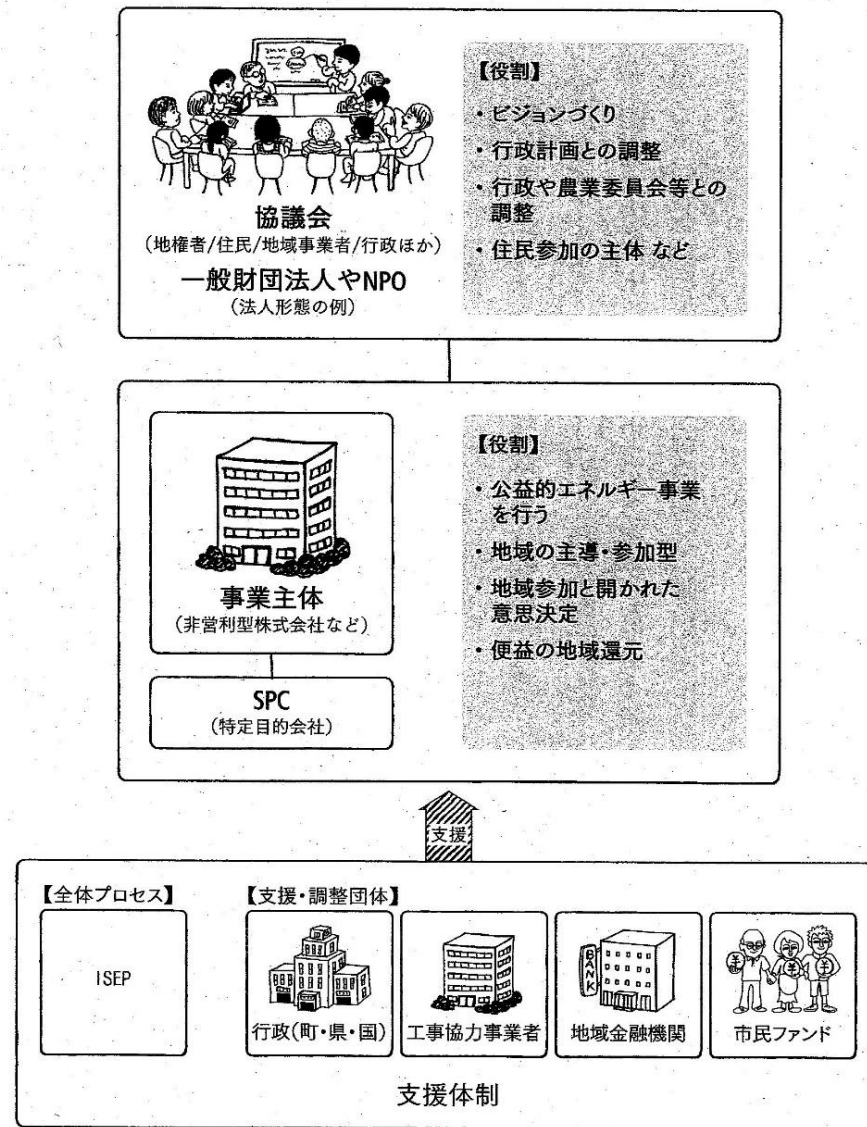 協議会
(地権者/住民/地域事業者/行政ほか)
一般財団法人やNPO
(法人形態の例)
【役割】
・ビジョンづくり
・行政計画との調整
・行政や農業委員会等との
調整
・住民参加の主体 など
事業主体
(非営利型株式会社など)
SPC
(特定目的会社)
【役割】
・公益的エネルギー事業
を行う
・地域の主導・参加型
・地域参加と開かれた
意思決定
・便益の地域還元
支援
【全体プロセス】
ISEP
【支援・調整団体】
行政(町・県・国)
工事協力事業者
BANK
地域金融機関
市民ファンド
支援体制